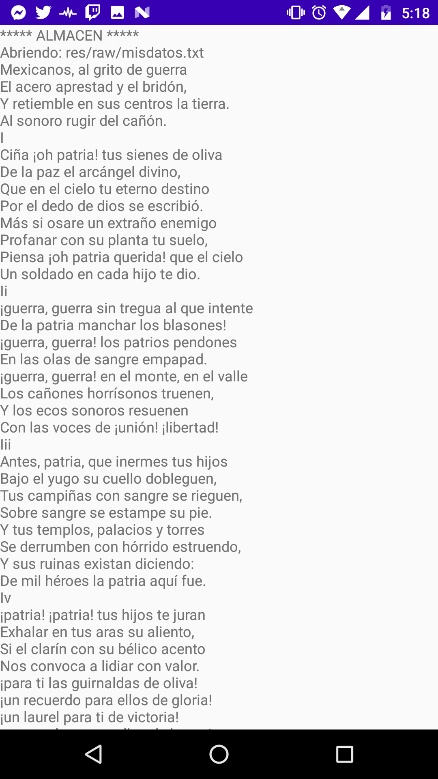 5:18
***** ALMACEN *****
Abriendo: res/raw/misdatos.txt
Mexicanos, al grito de guerra
El acero aprestad y el bridón,
Y retiemble en sus centros la tierra.
Al sonoro rugir del cañón.
I
Ciña ¡oh patria! tus sienes de oliva
De la paz el arcángel divino,
Que en el cielo tu eterno destino
Por el dedo de dios se escribió.
Más si osare un extraño enemigo
Profanar con su planta tu suelo,
Piensa ¡oh patria querida! que el cielo
Un soldado en cada hijo te dio.
Ii
¡guerra, guerra sin tregua al que intente
De la patria manchar los blasones!
¡guerra, guerra! los patrios pendones
En las olas de sangre empapad.
¡guerra, guerra! en el monte, en el valle
Los cañones horrísonos truenen,
Y los ecos sonoros resuenen
Con las voces de ¡unión! ¡libertad!
Iii
Antes, patria, que inermes tus hijos
Bajo el yugo su cuello dobleguen,
Tus campiñas con sangre se rieguen,
Sobre sangre se estampe su pie.
Y tus templos, palacios y torres
Se derrumben con hórrido estruendo,
Y sus ruinas existan diciendo:
De mil héroes la patria aquí fue.
Iv
¡patria! ¡patria! tus hijos te juran
Exhalar en tus aras su aliento,
Si el clarín con su bélico acento
Nos convoca a lidiar con valor.
¡para ti las guirnaldas de oliva!
¡un recuerdo para ellos de gloria!
¡un laurel para ti de victoria!